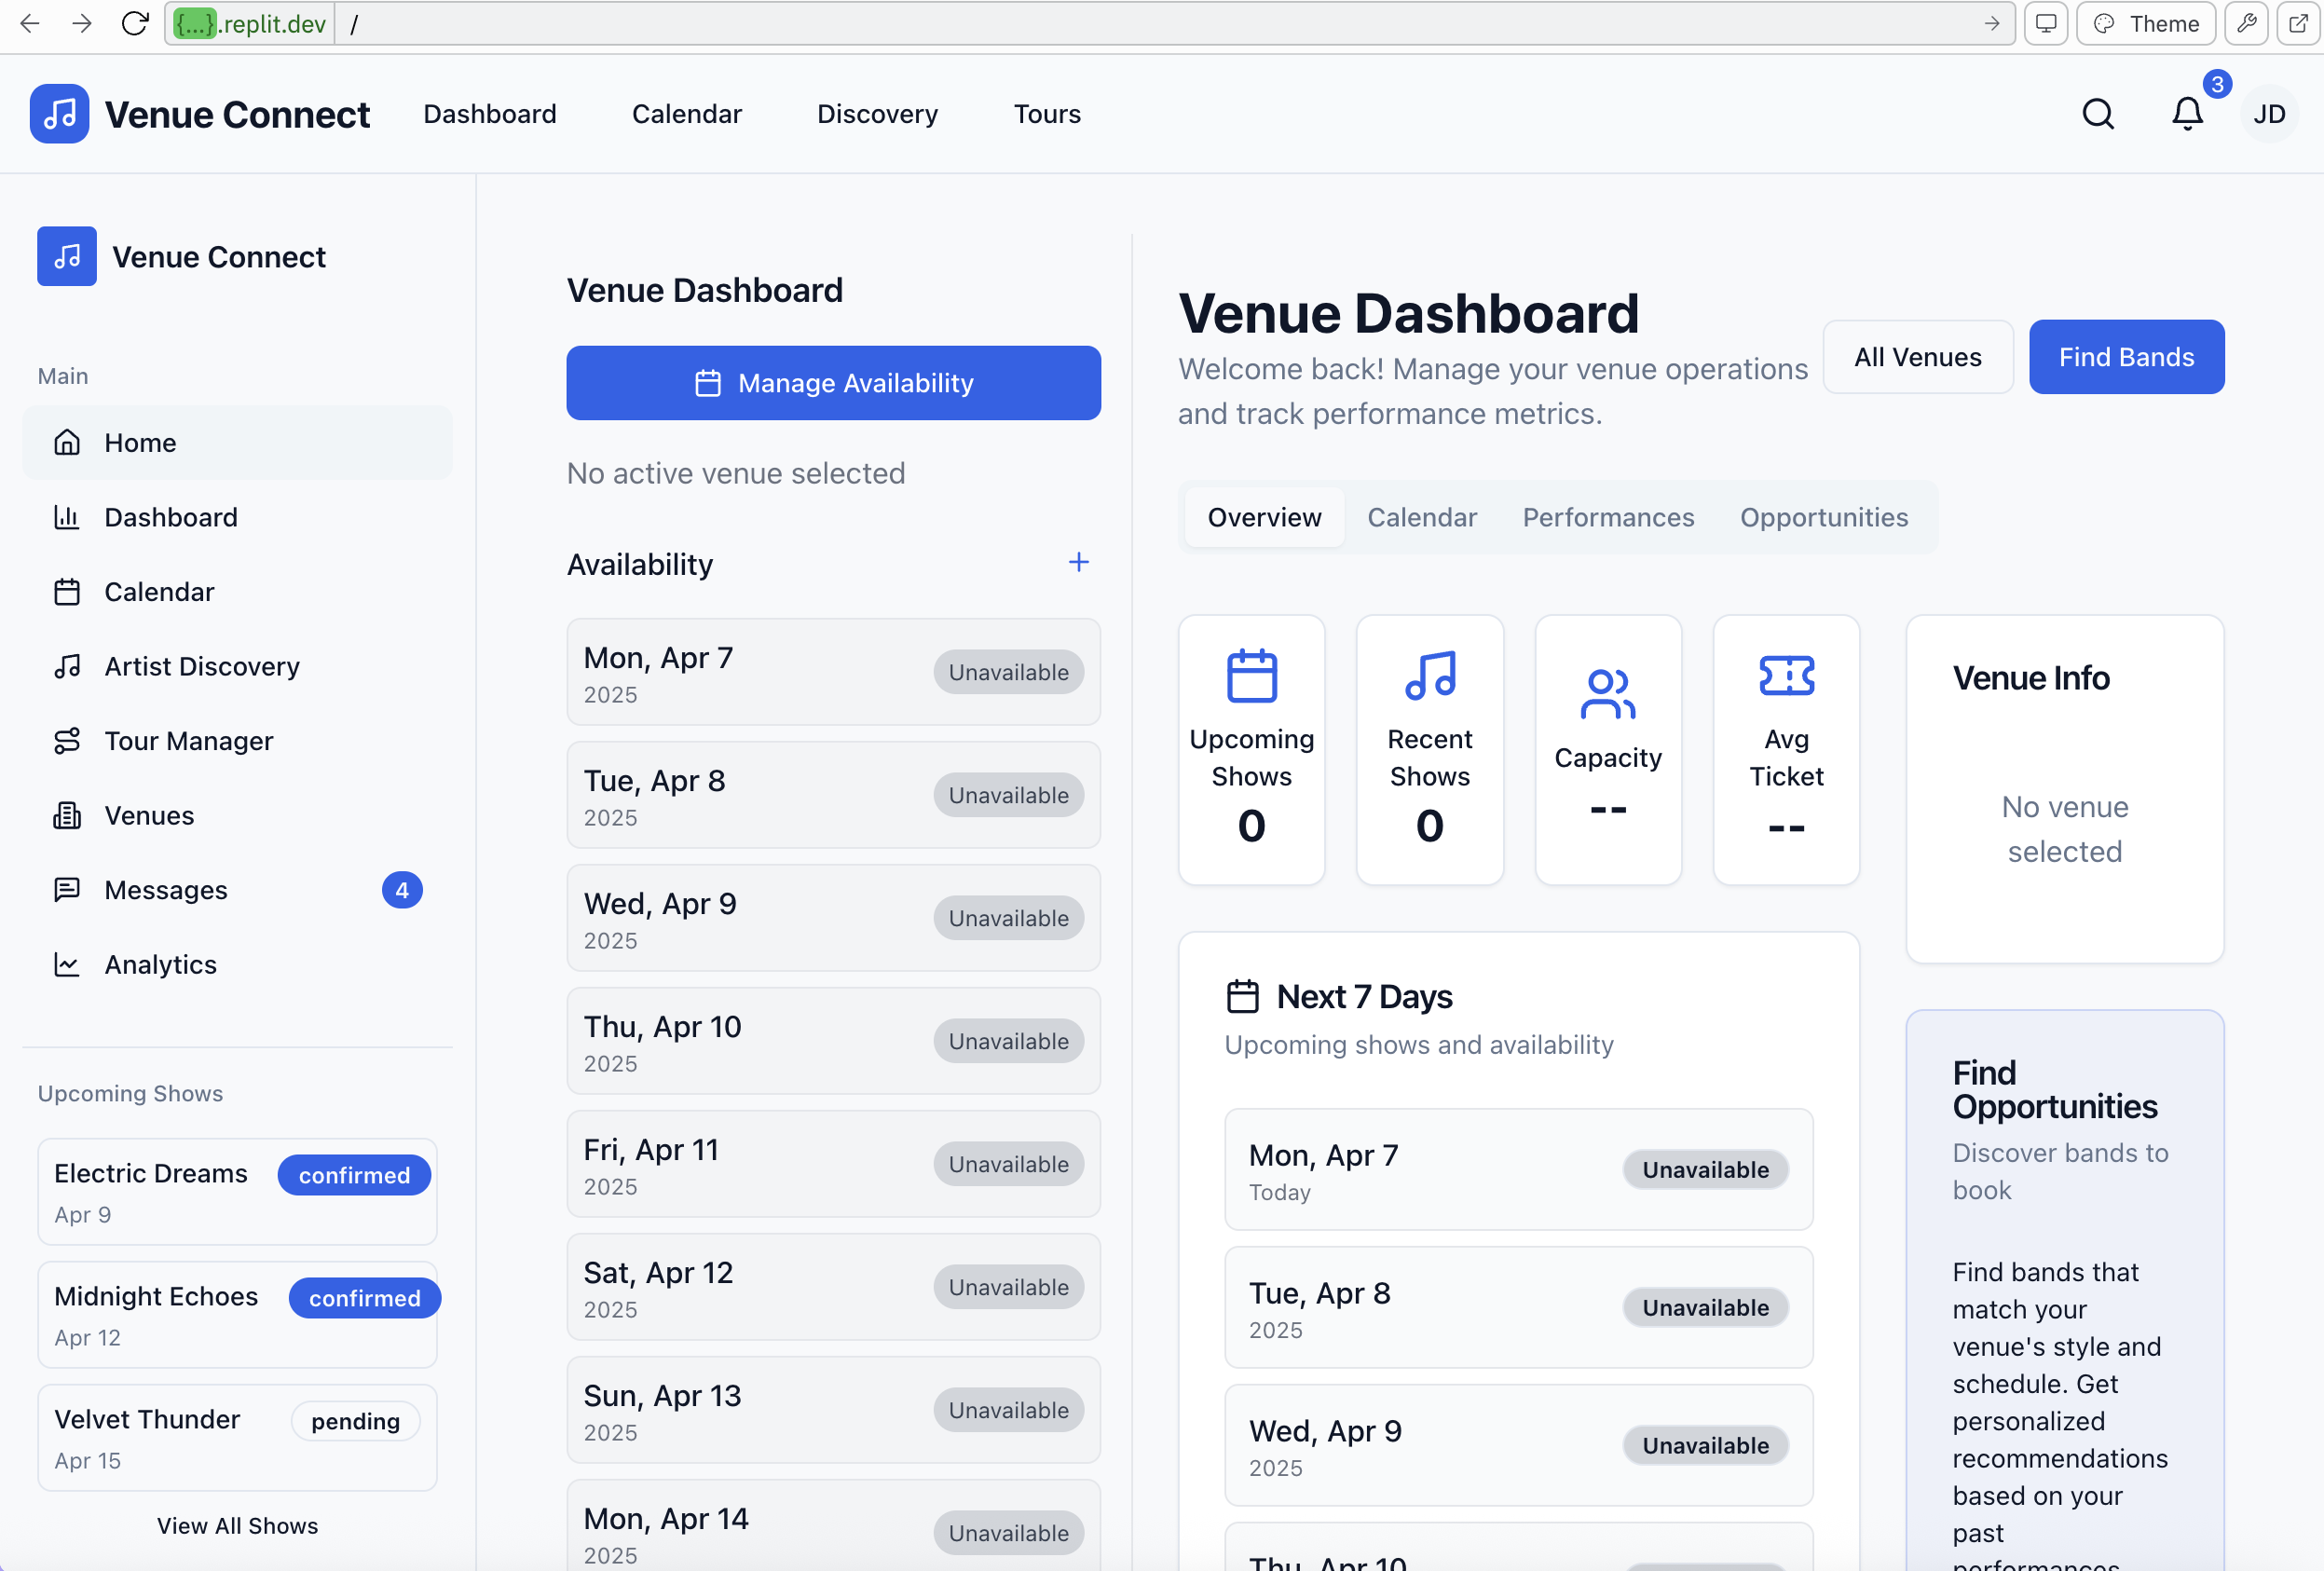 {...}.replit.dev /
Theme
Venue Connect
Dashboard
Calendar
Discovery
Tours
3
JD
Venue Connect
Main
Home
Dashboard
Calendar
Artist Discovery
Tour Manager
Venues
Messages
4
Analytics
Upcoming Shows
Electric Dreams
confirmed
Apr 9
Midnight Echoes
confirmed
Apr 12
Velvet Thunder
pending
Apr 15
View All Shows
Venue Dashboard
Manage Availability
No active venue selected
Availability
Mon, Apr 7
2025
Unavailable
Tue, Apr 8
2025
Unavailable
Wed, Apr 9
2025
Unavailable
Thu, Apr 10
2025
Unavailable
Fri, Apr 11
2025
Unavailable
Sat, Apr 12
2025
Unavailable
Sun, Apr 13
2025
Unavailable
Mon, Apr 14
2025
Unavailable
Venue Dashboard
Welcome back! Manage your venue operations
and track performance metrics.
All Venues
Find Bands
Overview
Calendar
Performances
Opportunities
Upcoming
Shows
0
Recent
Shows
0
Capacity
--
Avg
Ticket
--
Next 7 Days
Upcoming shows and availability
Mon, Apr 7
Today
Unavailable
Tue, Apr 8
2025
Unavailable
Wed, Apr 9
2025
Unavailable
Thu, Apr 10
Venue Info
No venue
selected
Find
Opportunities
Discover bands to
book
Find bands that
match your
venue's style and
schedule. Get
personalized
recommendations
based on your
past
performances